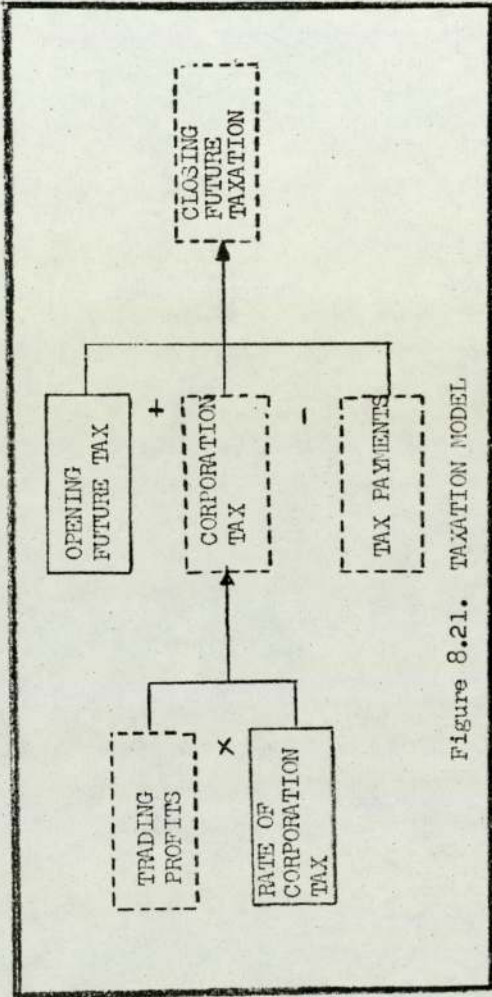 TRADING
PROFITS
×
RATE OF
CORPORATION
TAX
OPENING
FUTURE TAX
+
CORPORATION
TAX
-
TAX PAYMENTS
CLOSING
FUTURE
TAXATION
Figure 8.21. TAXATION MODEL